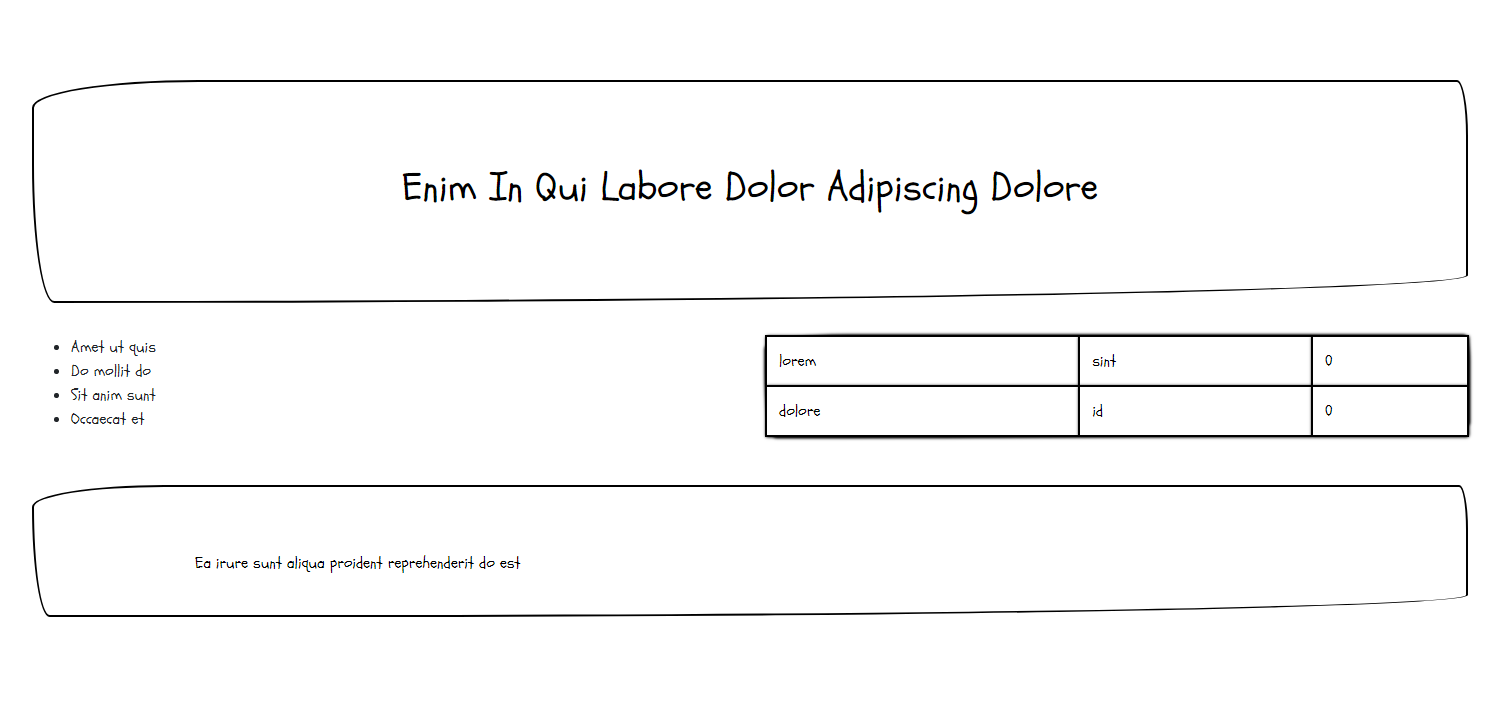 Enim In Qui Labore Dolor Adipiscing Dolore
Amet ut quis
Do mollit do
Sit anim sunt
Occaecat et
lorem sint 0
dolore id 0
Ea irure sunt aliqua proident reprehenderit do est